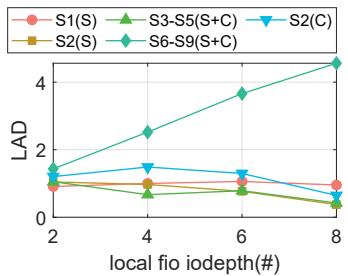 S1(S) S3-S5(S+C) S2(C)
S2(S) S6-S9(S+C)
LAD
4
2
0
2 4 6 8
local fio iodepth(#)